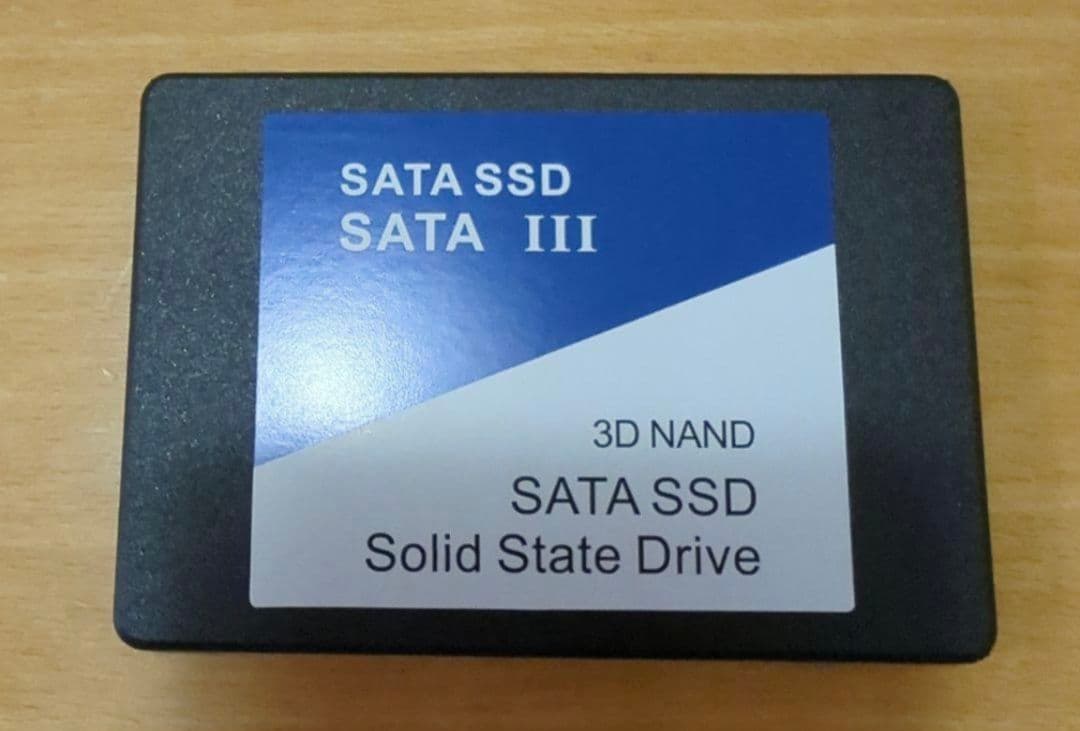 SATA SSD
SATA III
3D NAND
SATA SSD
Solid State Drive